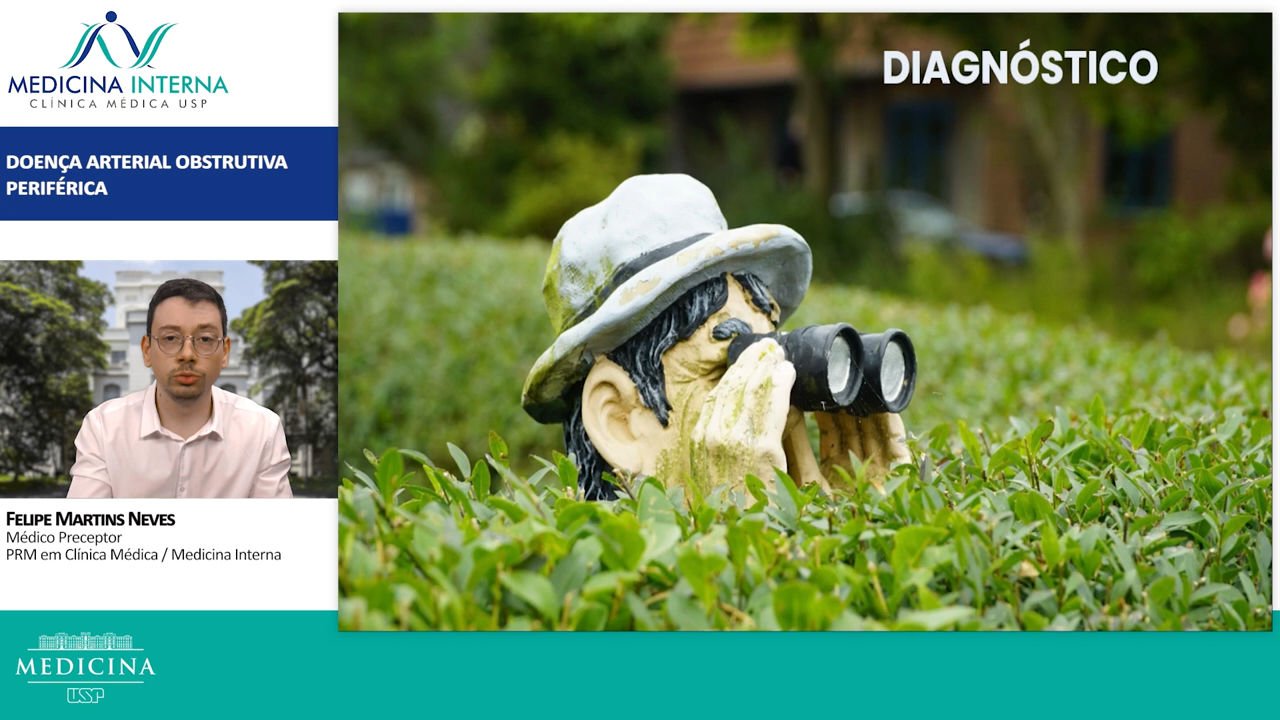 MEDICINA INTERNA
CLÍNICA MÉDICA USP
DOENÇA ARTERIAL OBSTRUTIVA
PERIFÉRICA
DIAGNÓSTICO
FELIPE MARTINS NEVES
Médico Preceptor
PRM em Clínica Médica / Medicina Interna
MEDICINA
USP